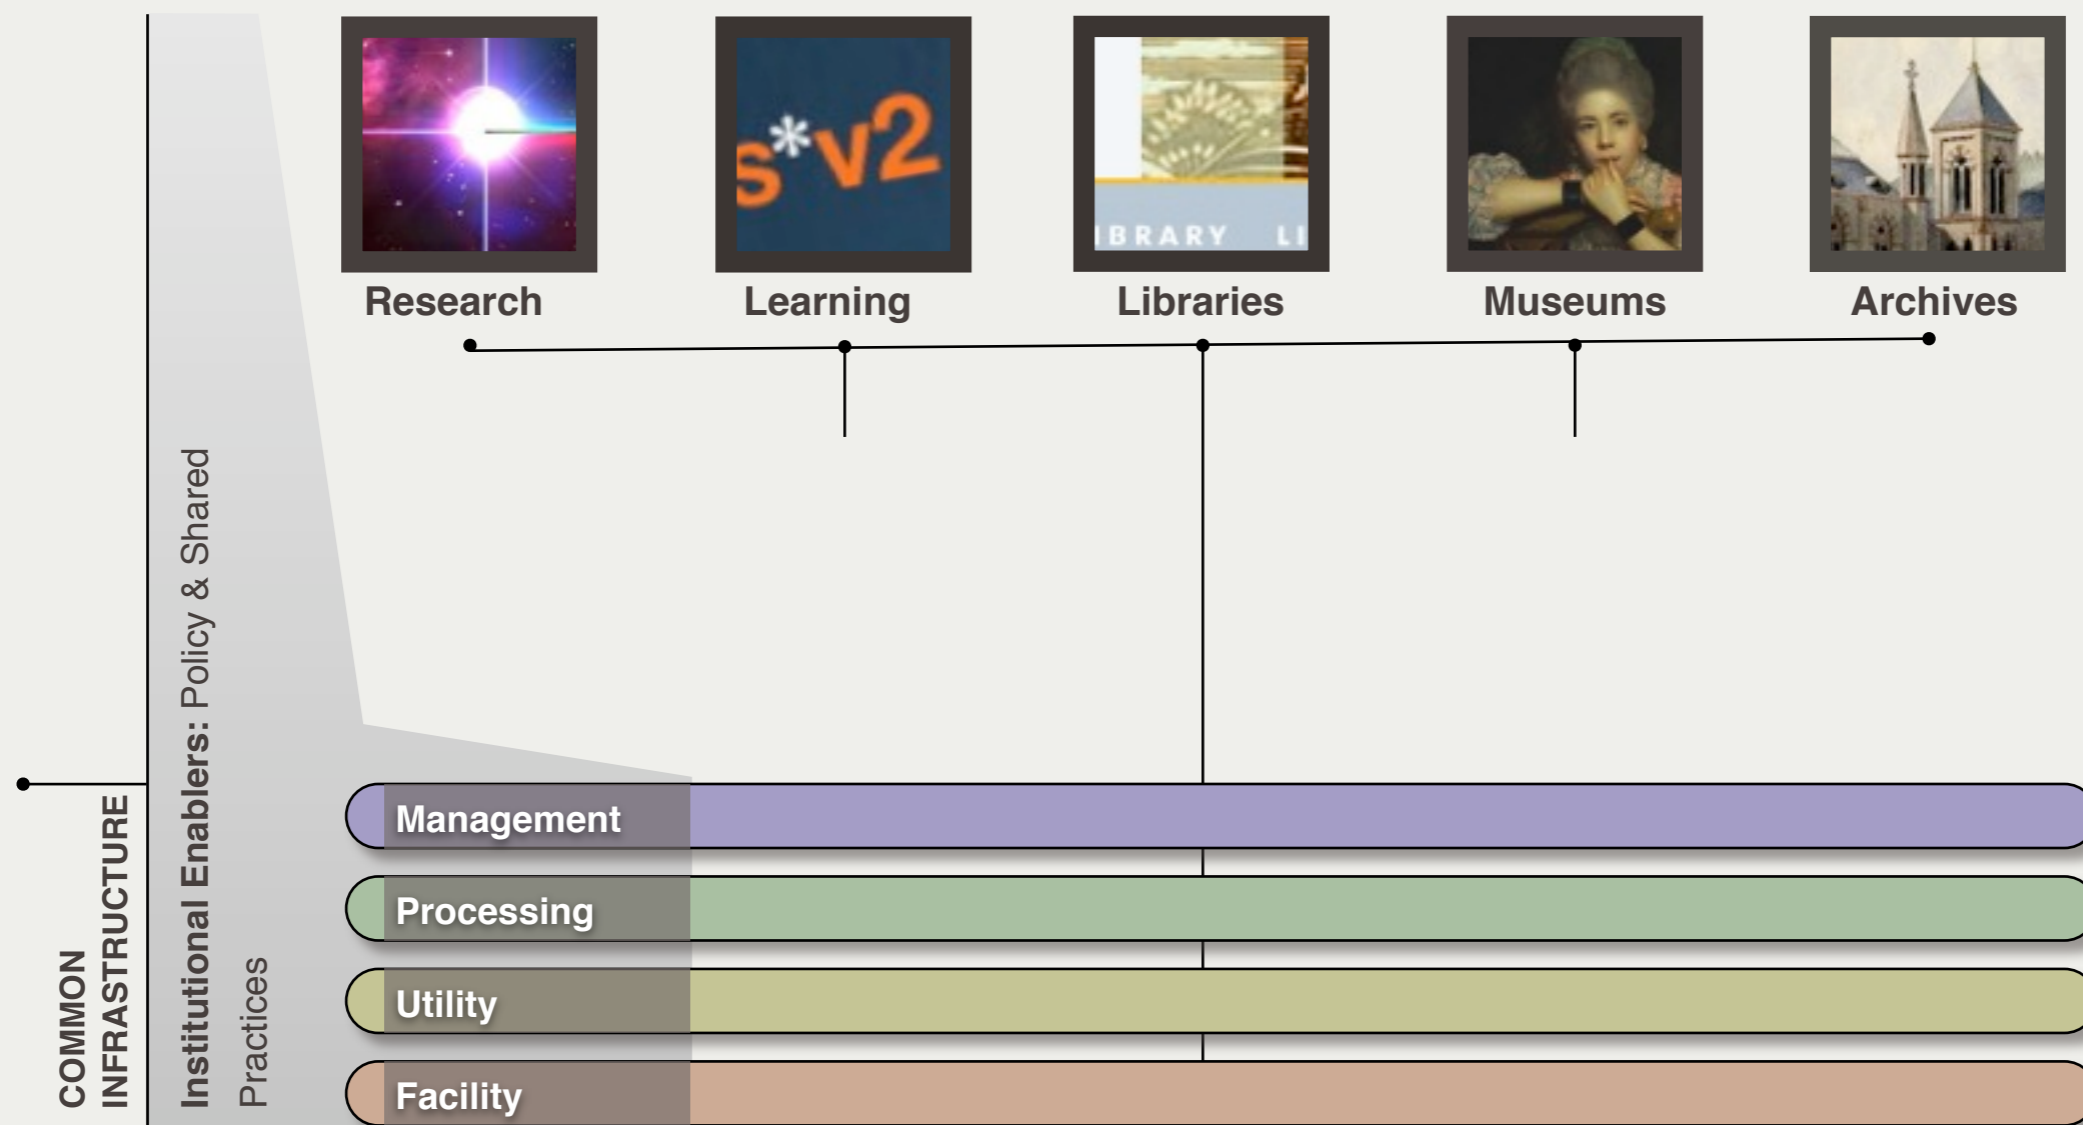 s*v2
IBRARY LI
Research
Learning
Libraries
Museums
Archives
COMMON
INFRASTRUCTURE
Institutional Enablers: Policy & Shared
Practices
Management
Processing
Utility
Facility